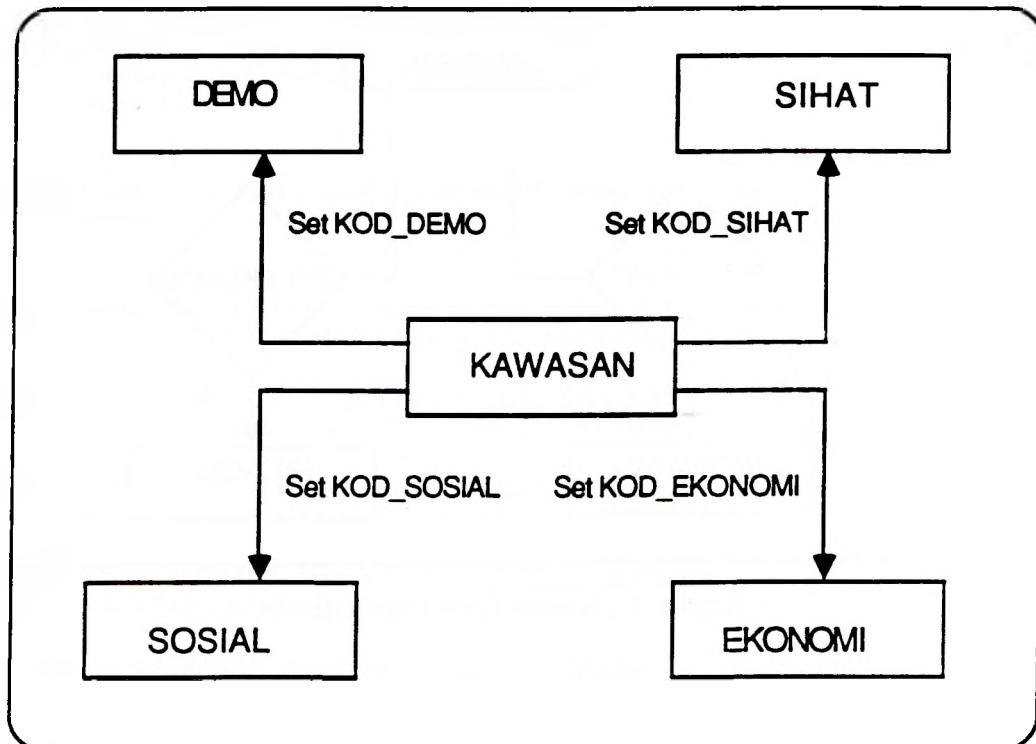 DEMO
SIHAT
Set KOD_DEMO
Set KOD_SIHAT
KAWASAN
Set KOD_SOSIAL
Set KOD_EKONOMI
SOSIAL
EKONOMI